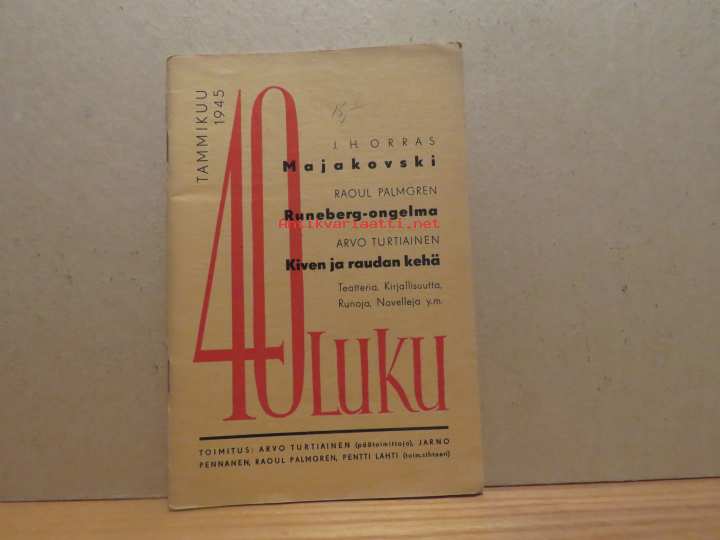 TAMMIKUU
1945
40
LUKU
15,-
J. HORRAS
Majakovski
RAOUL PALMGREN
Runeberg-ongelma
Antikvariaatti.net
ARVO TURTIAINEN
Kiven ja raudan kehä
Teatteria, Kirjallisuutta,
Runoja, Novelleja y.m.
TOIMITUS: ARVO TURTIAINEN (päätoimittaja), JARNO
PENNANEN, RAOUL PALMGREN, PENTTI LAHTI (toim.sihteeri)